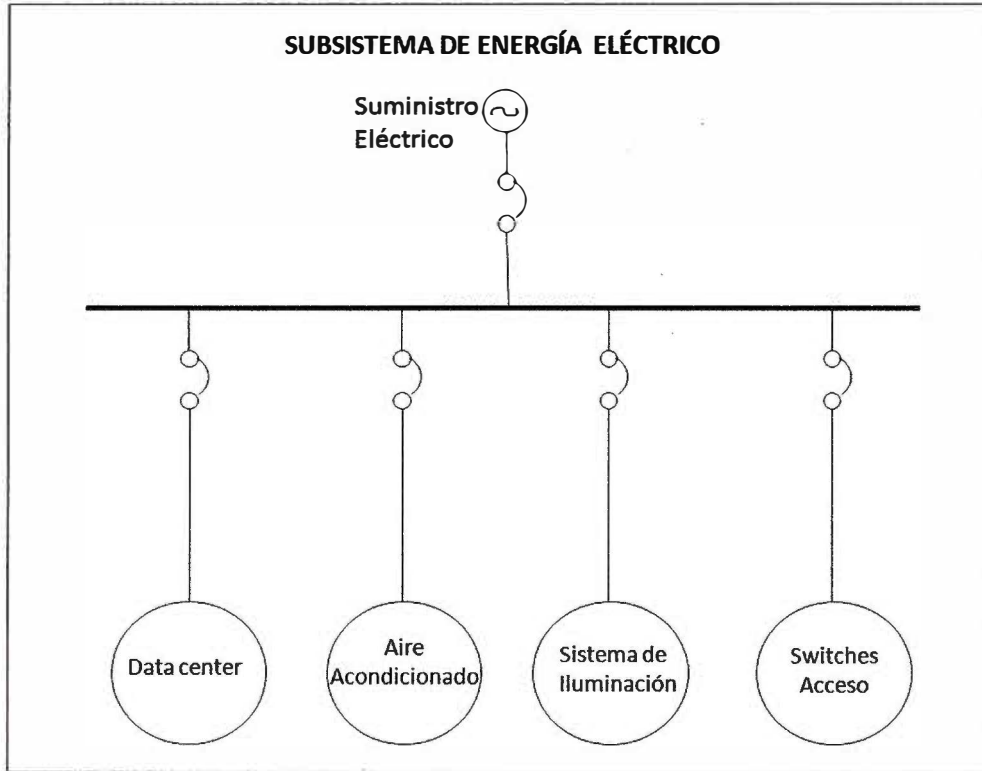 SUBSISTEMA DE ENERGÍA ELÉCTRICO
Suministro
Eléctrico
Data center
Aire
Acondicionado
Sistema de
Iluminación
Switches
Acceso